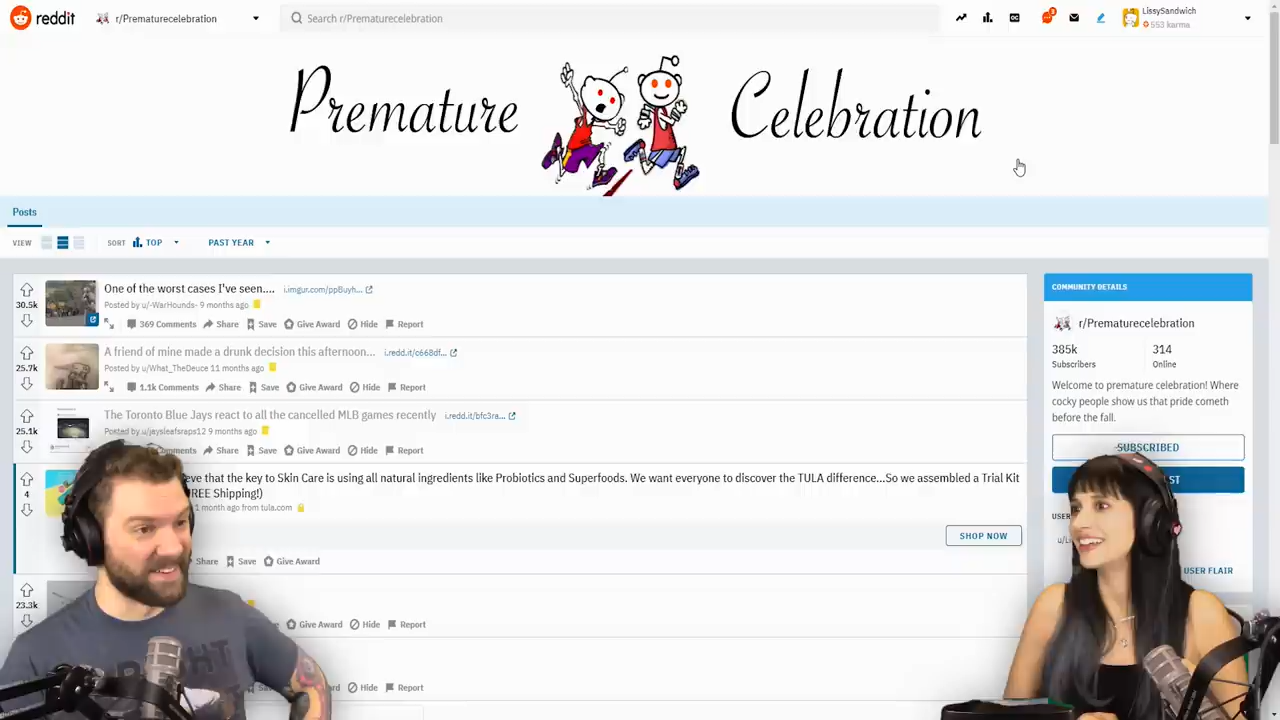 reddit
r/Prematurecelebration
Search r/Prematurecelebration
3
LissySandwich
553 karma
Premature Celebration
Posts
VIEW
SORT
TOP
PAST YEAR
30.5k
One of the worst cases I've seen....
i.imgur.com/ppBuyh...
Posted by u/-WarHounds- 9 months ago
369 Comments
Share
Save
Give Award
Hide
Report
25.7k
A friend of mine made a drunk decision this afternoon...
i.redd.it/c668df...
Posted by u/What_TheDeuce 11 months ago
1.1k Comments
Share
Save
Give Award
Hide
Report
25.1k
The Toronto Blue Jays react to all the cancelled MLB games recently
i.redd.it/bfc3ra...
Posted by u/jaysleafsraps12 9 months ago
Share
Save
Give Award
Hide
Report
4
eve that the key to Skin Care is using all natural ingredients like Probiotics and Superfoods. We want everyone to discover the TULA difference...So we assembled a Trial Kit
REE Shipping!)
1 month ago from tula.com
SHOP NOW
Share
Save
Give Award
23.3k
Give Award
Hide
Report
Hide
Report
COMMUNITY DETAILS
r/Prematurecelebration
385k
314
Subscribers
Online
Welcome to premature celebration! Where
cocky people show us that pride cometh
before the fall.
SUBSCRIBED
ST
USER
USER FLAIR